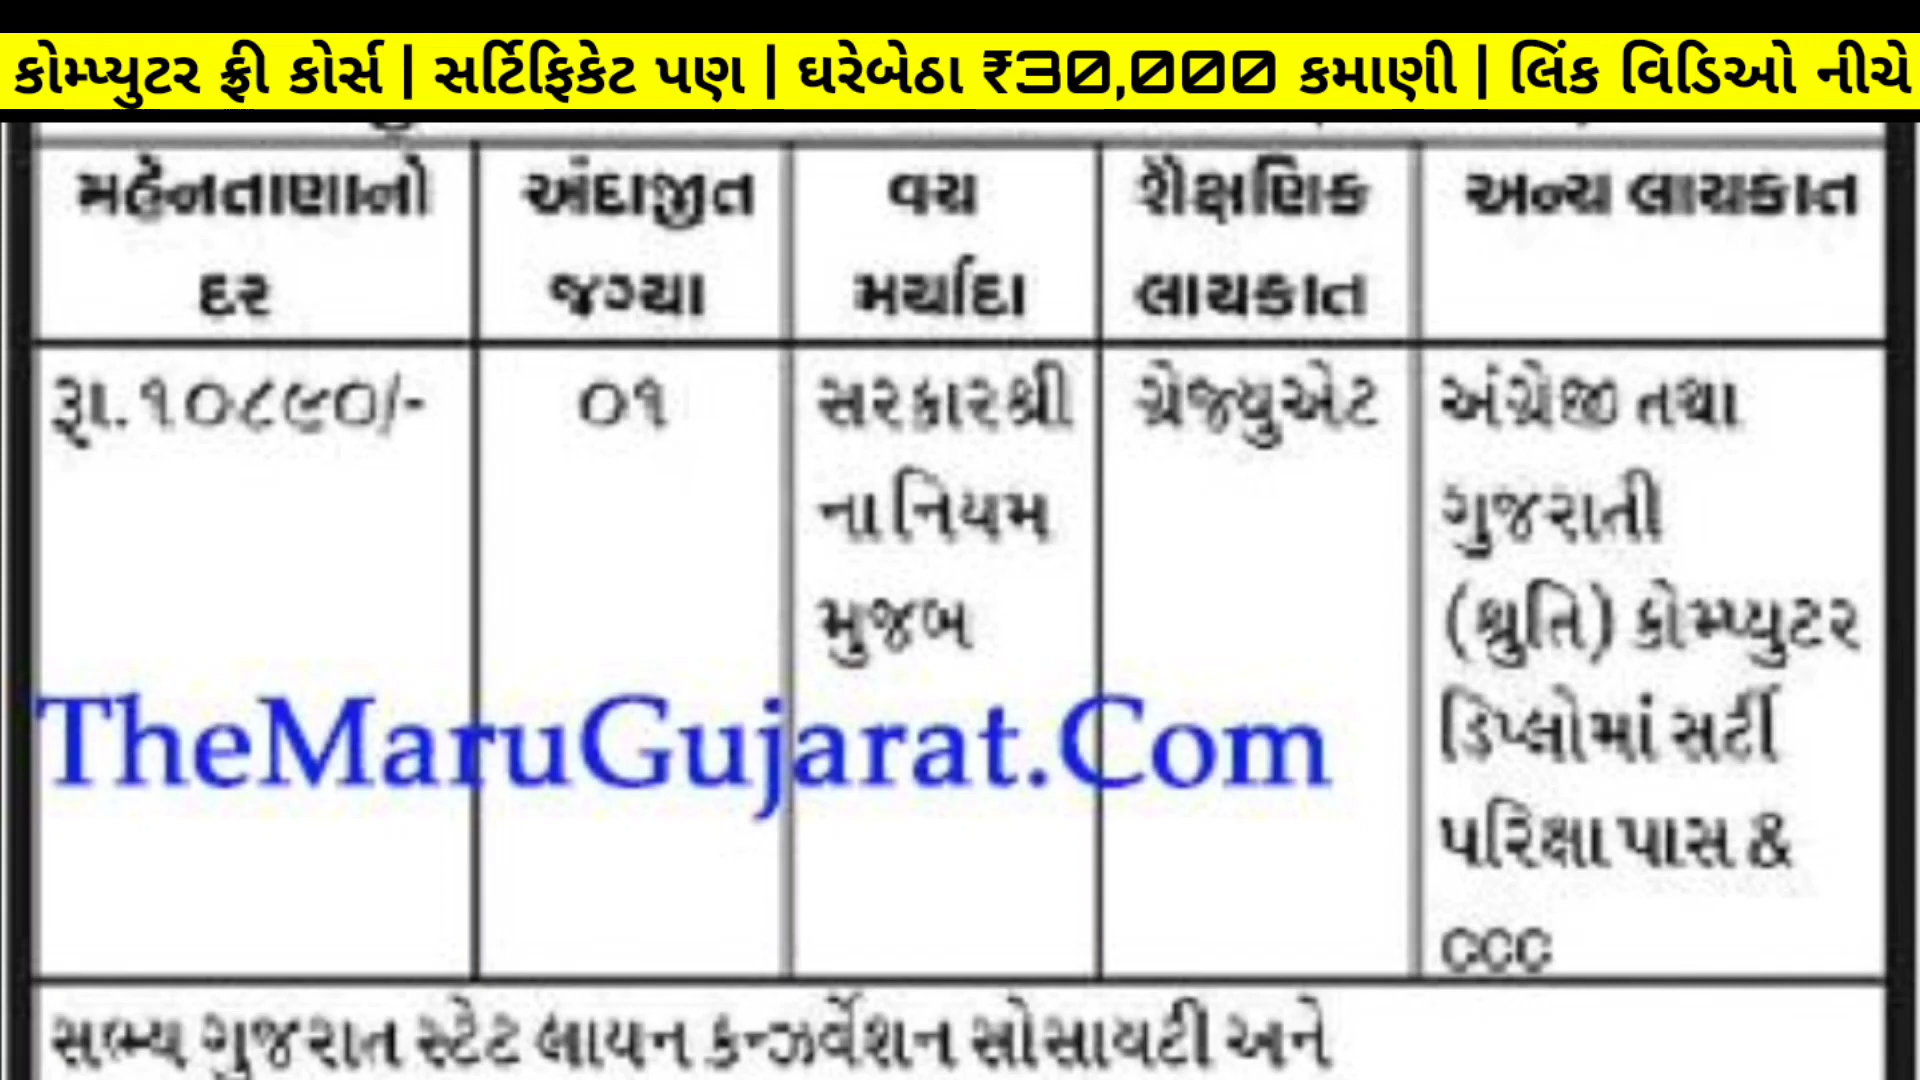 કોમ્પ્યુટર ફ્રી કોર્સ | સર્ટિફિકેટ પણ | ઘરેબેઠા ₹30,000 કમાણી | લિંક વિડિઓ નીચે
મહેનતાણાનો દર
અંદાજીત જગ્યા
વય મર્યાદા
શૈક્ષણિક લાયકાત
અન્ય લાયકાત
રૂા. ૧૦૮૯૦/-
૦૧
સરકારશ્રી
ના નિયમ
મુજબ
ગ્રેજ્યુએટ
અંગ્રેજી તથા
ગુજરાતી
(શ્રુતિ) કોમ્પ્યુટર
ડિપ્લોમાં સર્ટી
પરિક્ષા પાસ &
CCC
TheMaruGujarat.Com
સભ્ય ગુજરાત સ્ટેટ લાયન કન્ઝર્વેશન સોસાયટી અને